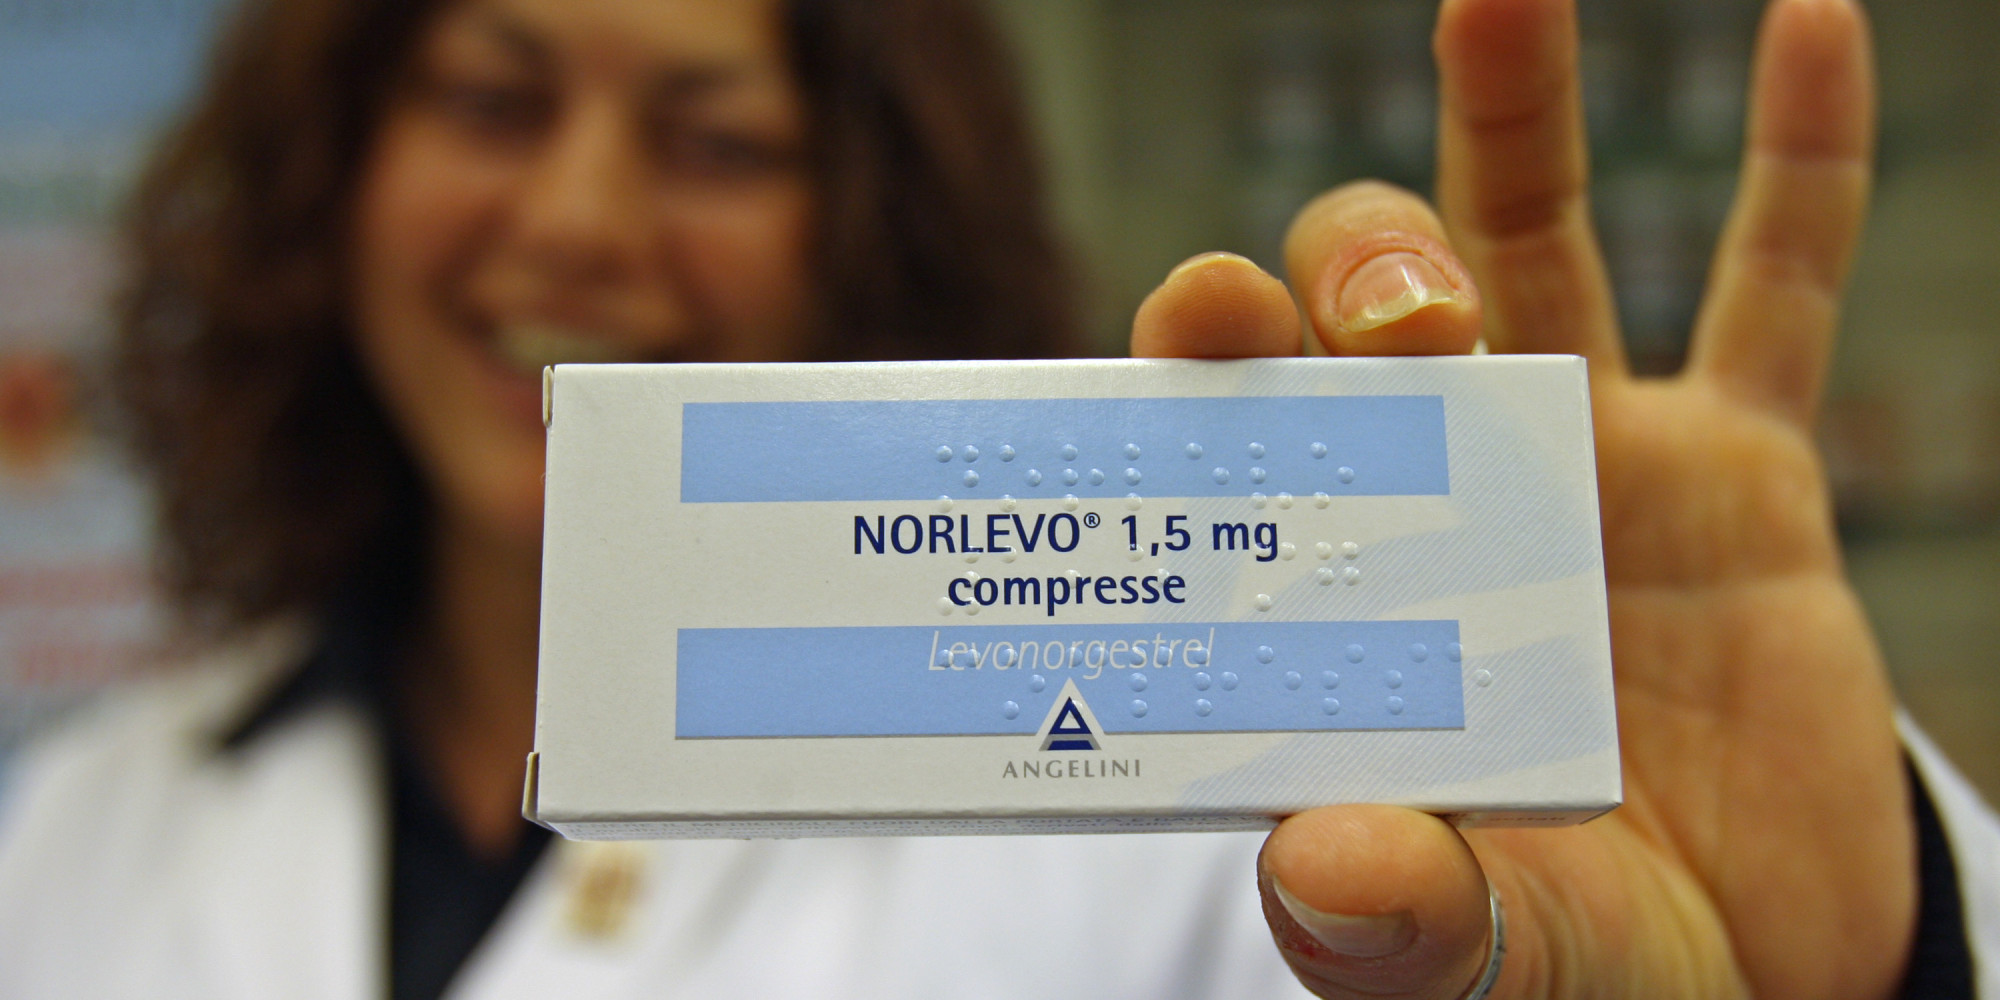 NORLEVO® 1,5 mg
compresse
Levonorgestrel
ANGELINI